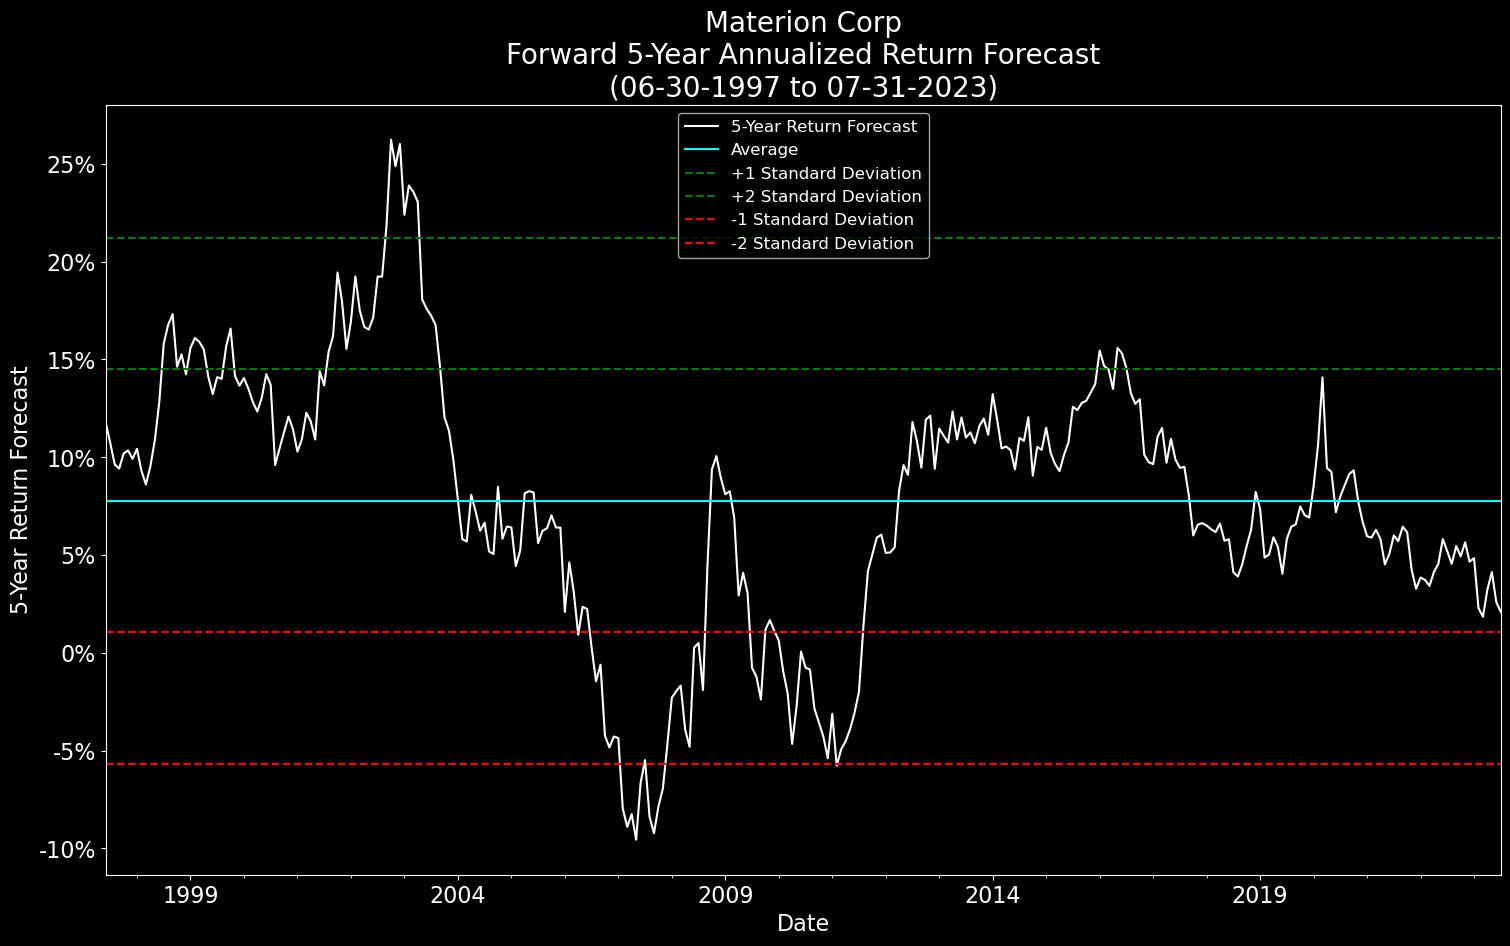 Materion Corp
Forward 5-Year Annualized Return Forecast
(06-30-1997 to 07-31-2023)
5-Year Return Forecast
Average
+1 Standard Deviation
+2 Standard Deviation
-1 Standard Deviation
-2 Standard Deviation
25%
20%
15%
10%
5%
0%
-5%
-10%
5-Year Return Forecast
1999
2004
2009
2014
2019
Date